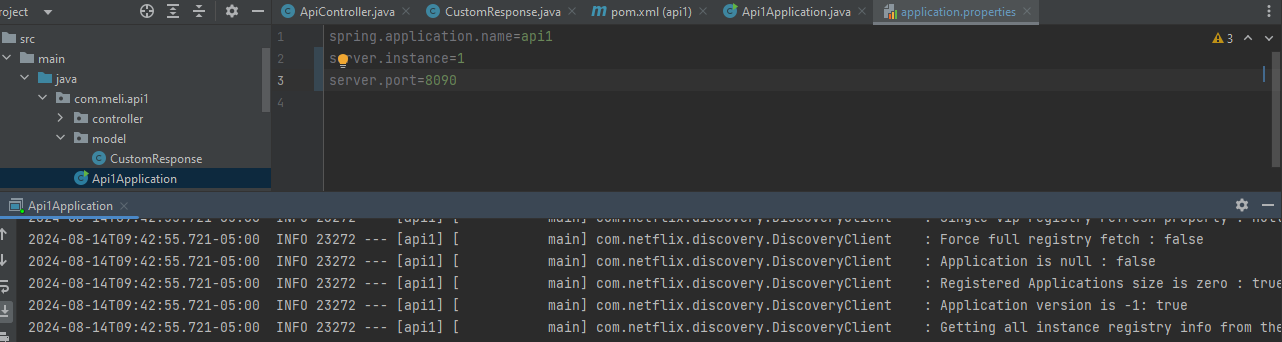 roject
ApiController.java CustomResponse.java pom.xml (api1) Api1Application.java application.properties
src
main
java
com.meli.api1
controller
model
CustomResponse
Api1Application
1 spring.application.name=api1
2 server.instance=1
3 server.port=8090
4
3
Api1Application
2024-08-14T09:42:55.721-05:00 INFO 23272 --- [api1] [ main] com.netflix.discovery.DiscoveryClient : Single vip registry refresh property : null
2024-08-14T09:42:55.721-05:00 INFO 23272 --- [api1] [ main] com.netflix.discovery.DiscoveryClient : Force full registry fetch : false
2024-08-14T09:42:55.721-05:00 INFO 23272 --- [api1] [ main] com.netflix.discovery.DiscoveryClient : Application is null : false
2024-08-14T09:42:55.721-05:00 INFO 23272 --- [api1] [ main] com.netflix.discovery.DiscoveryClient : Registered Applications size is zero : true
2024-08-14T09:42:55.721-05:00 INFO 23272 --- [api1] [ main] com.netflix.discovery.DiscoveryClient : Application version is -1: true
2024-08-14T09:42:55.721-05:00 INFO 23272 --- [api1] [ main] com.netflix.discovery.DiscoveryClient : Getting all instance registry info from the